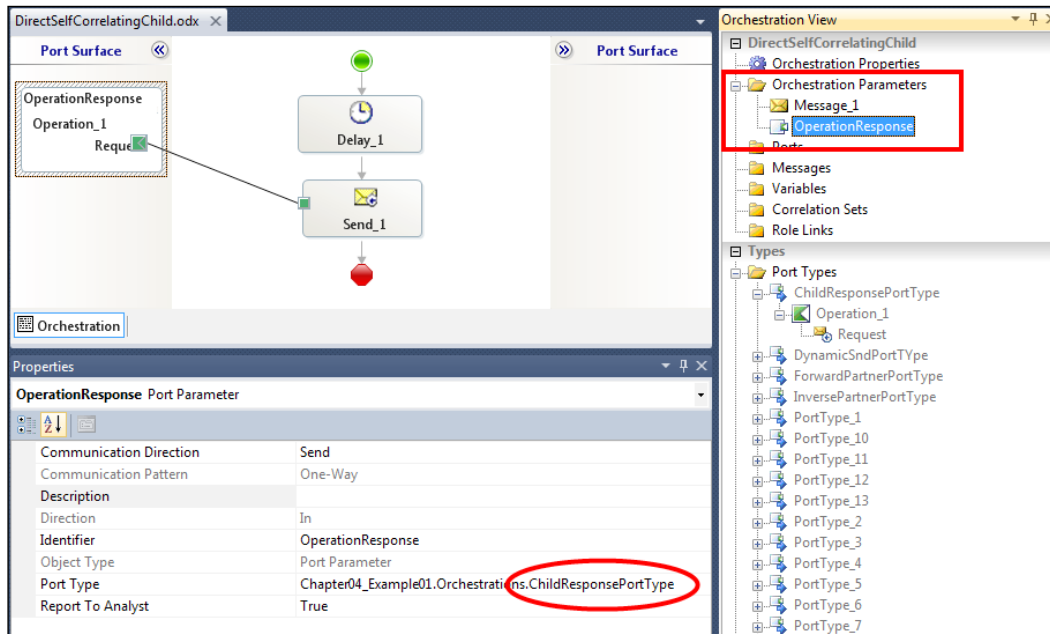 DirectSelfCorrelatingChild.odx
Port Surface
Port Surface
OperationResponse
Operation_1
Reque
Delay_1
Send_1
Orchestration
Properties
OperationResponse Port Parameter
Communication Direction Send
Communication Pattern One-Way
Description
Direction In
Identifier OperationResponse
Object Type Port Parameter
Port Type Chapter04_Example01.Orchestrations.ChildResponsePortType
Report To Analyst True
Orchestration View
DirectSelfCorrelatingChild
Orchestration Properties
Orchestration Parameters
Message_1
OperationResponse
Ports
Messages
Variables
Correlation Sets
Role Links
Types
Port Types
ChildResponsePortType
Operation_1
Request
DynamicSndPortTYpe
ForwardPartnerPortType
InversePartnerPortType
PortType_1
PortType_10
PortType_11
PortType_12
PortType_13
PortType_2
PortType_3
PortType_4
PortType_5
PortType_6
PortType_7